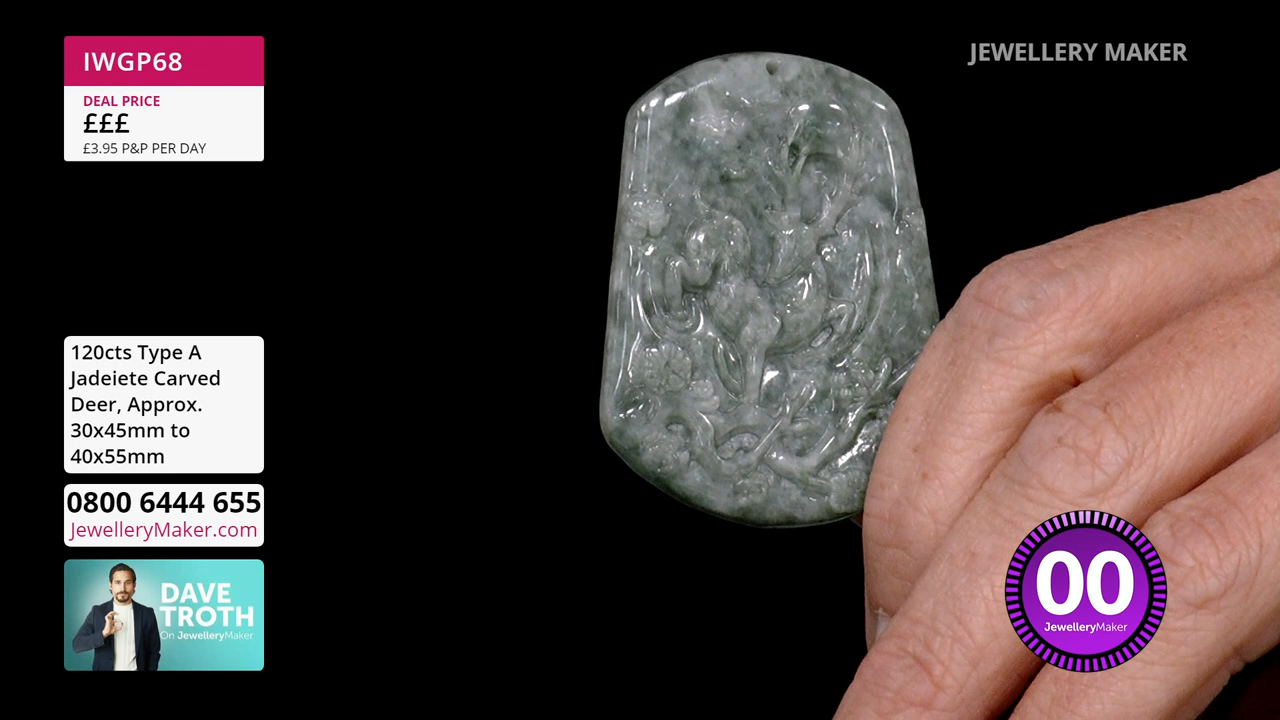 IWGP68
DEAL PRICE
£££
£3.95 P&P PER DAY
JEWELLERY MAKER
120cts Type A
Jadeiete Carved
Deer, Approx.
30x45mm to
40x55mm
0800 6444 655
JewelleryMaker.com
DAVE
TROTH
On JewelleryMaker
00
JewelleryMaker